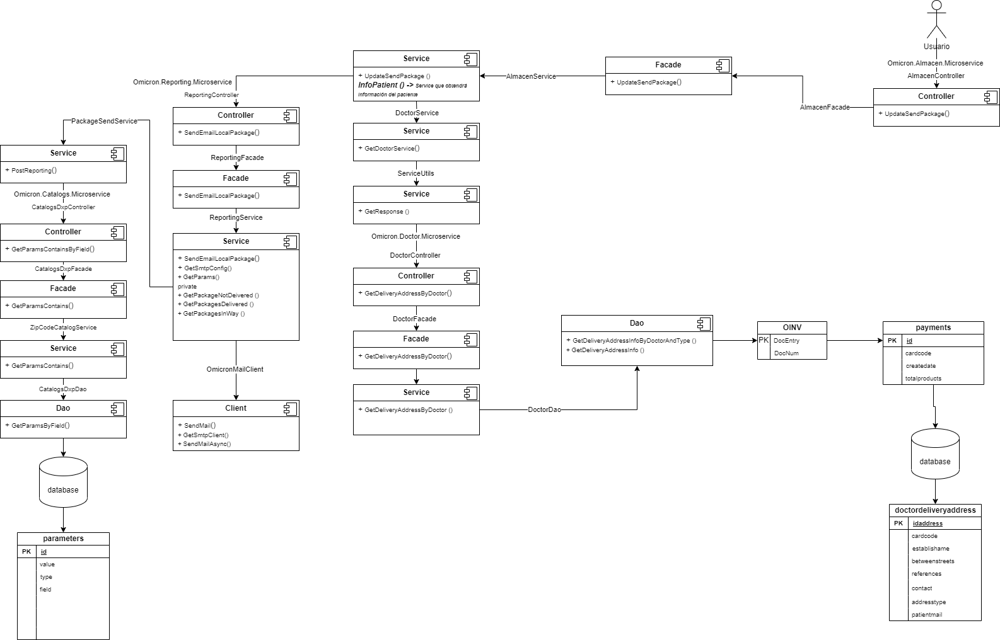 Usuario
Omicron.Almacen.Microservice
AlmacenController
Controller
+ UpdateSendPackage()
AlmacenFacade
Facade
+ UpdateSendPackage()
AlmacenService
Service
+ UpdateSendPackage ()
InfoPatient () -> Service que obtendrá
información del paciente
DoctorService
Service
+ GetDoctorService()
ServiceUtils
Service
+ GetResponse ()
Omicron.Doctor.Microservice
DoctorController
Controller
+ GetDeliveryAddressByDoctor()
DoctorFacade
Facade
+ GetDeliveryAddressByDoctor()
Service
+ GetDeliveryAddressByDoctor ()
DoctorDao
Dao
+ GetDeliveryAddressInfoByDoctorAndType ()
+ GetDeliveryAddressInfo ()
OINV
PK DocEntry
DocNum
payments
PK id
cardcode
createdate
totalproducts
database
doctordeliveryaddress
PK idaddress
cardcode
establishame
betweenstreets
references
contact
addresstype
patientmail
Omicron.Reporting.Microservice
ReportingController
Controller
+ SendEmailLocalPackage()
ReportingFacade
Facade
+ SendEmailLocalPackage()
ReportingService
Service
+ SendEmailLocalPackage()
+ GetSmtpConfig()
+ GetParams()
private
+ GetPackageNotDeivered ()
+ GetPackagesDelivered ()
+ GetPackagesInWay ()
OmicronMailClient
Client
+ SendMail()
+ GetSmtpClient()
+ SendMailAsync()
PackageSendService
Service
+ PostReporting()
Omicron.Catalogs.Microservice
CatalogsDxpController
Controller
+ GetParamsContainsByField()
CatalogsDxpFacade
Facade
+ GetParamsContains()
ZipCodeCatalogService
Service
+ GetParamsContains()
CatalogsDxpDao
Dao
+ GetParamsByField()
database
parameters
PK id
value
type
field